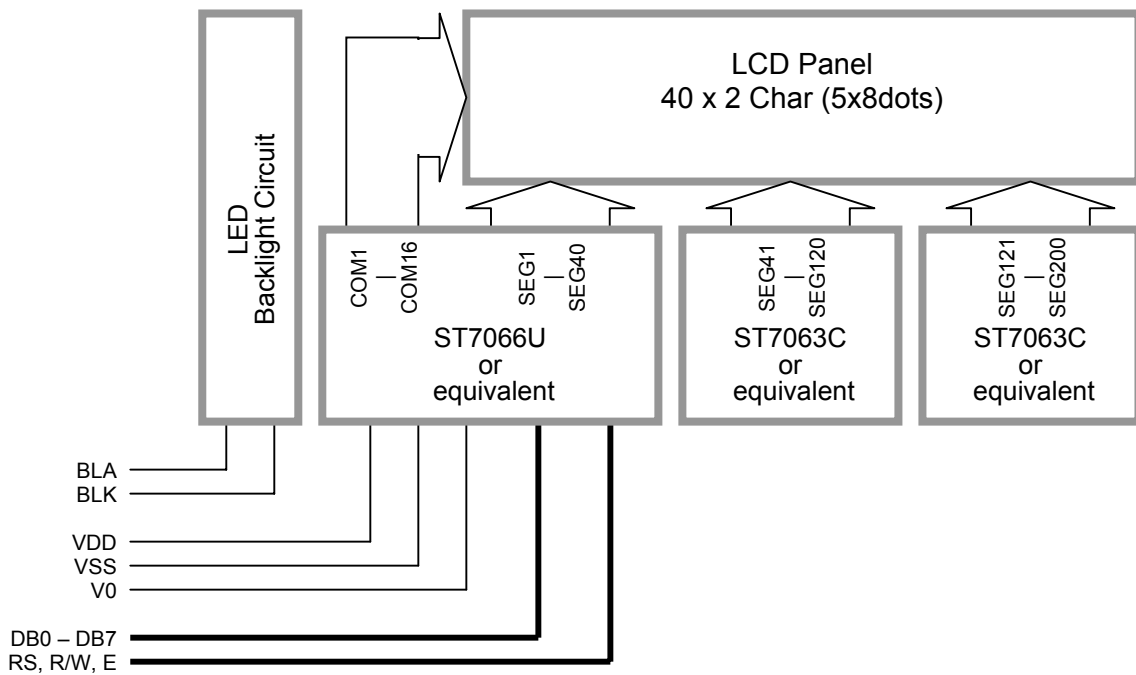 LCD Panel
40 x 2 Char (5x8dots)
LED
Backlight Circuit
COM1
—
COM16
SEG1
—
SEG40
ST7066U
or
equivalent
SEG41
—
SEG120
ST7063C
or
equivalent
SEG121
—
SEG200
ST7063C
or
equivalent
BLA
BLK
VDD
VSS
V0
DB0 – DB7
RS, R/W, E